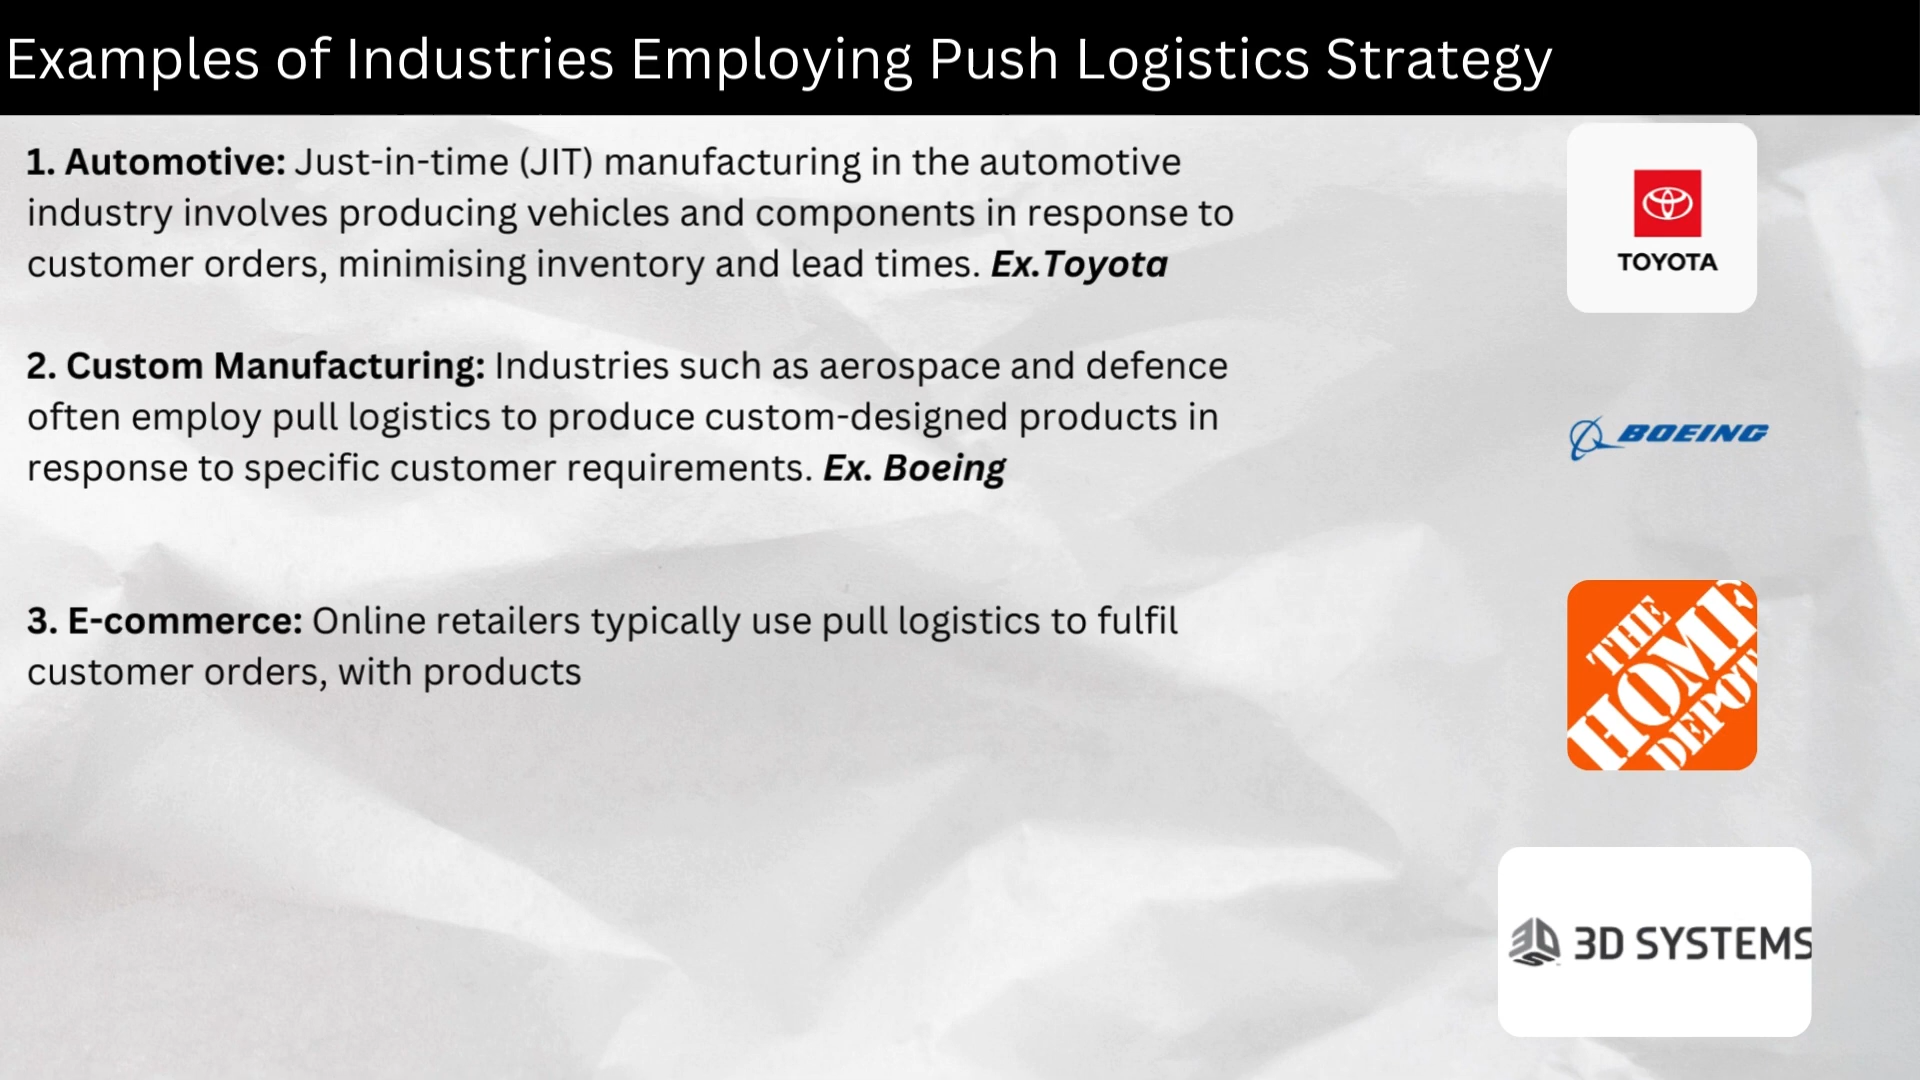 Examples of Industries Employing Push Logistics Strategy
1. Automotive: Just-in-time (JIT) manufacturing in the automotive
industry involves producing vehicles and components in response to
customer orders, minimising inventory and lead times. Ex.Toyota
TOYOTA
2. Custom Manufacturing: Industries such as aerospace and defence
often employ pull logistics to produce custom-designed products in
response to specific customer requirements. Ex. Boeing
BOEING
3. E-commerce: Online retailers typically use pull logistics to fulfil
customer orders, with products
THE
HOME
DEPOT
3D SYSTEMS